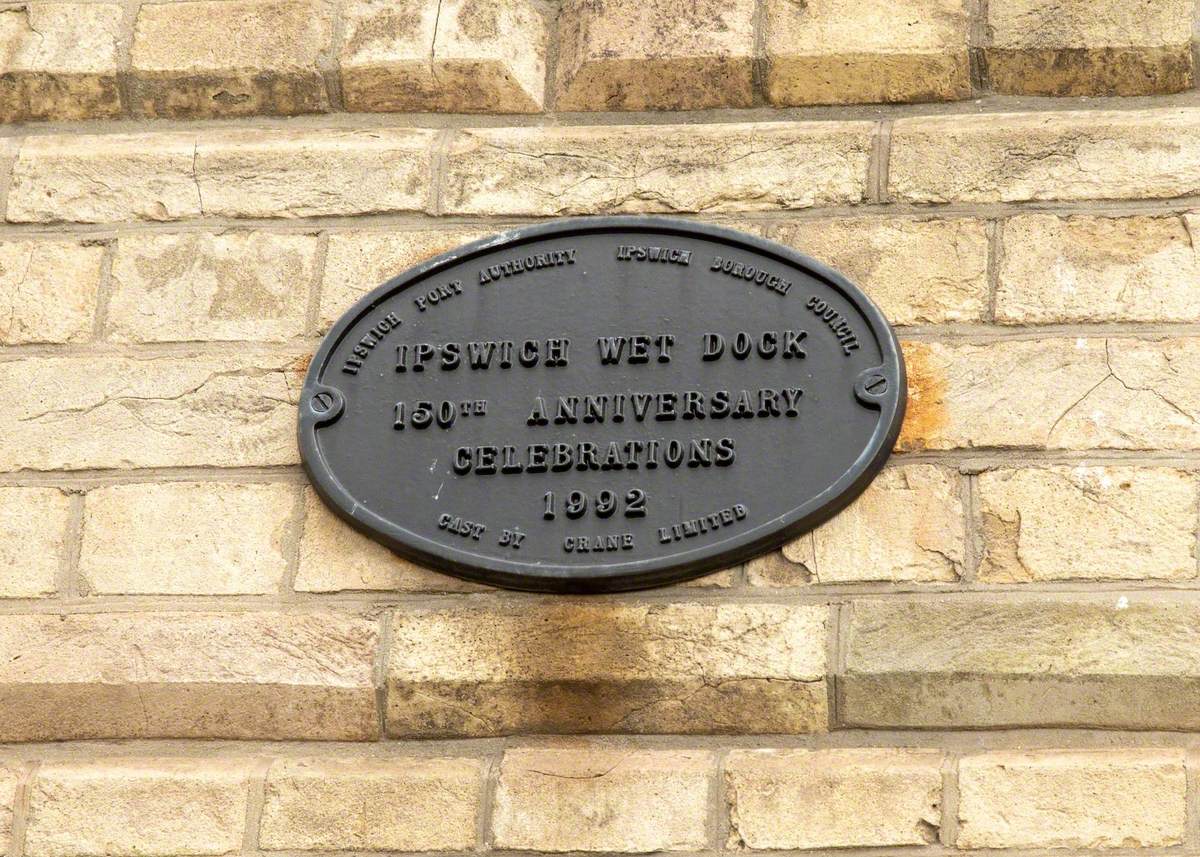 IPSWICH PORT AUTHORITY IPSWICH BOROUGH COUNCIL
IPSWICH WET DOCK
150TH ANNIVERSARY
CELEBRATIONS
1992
CAST BY CRANE LIMITED